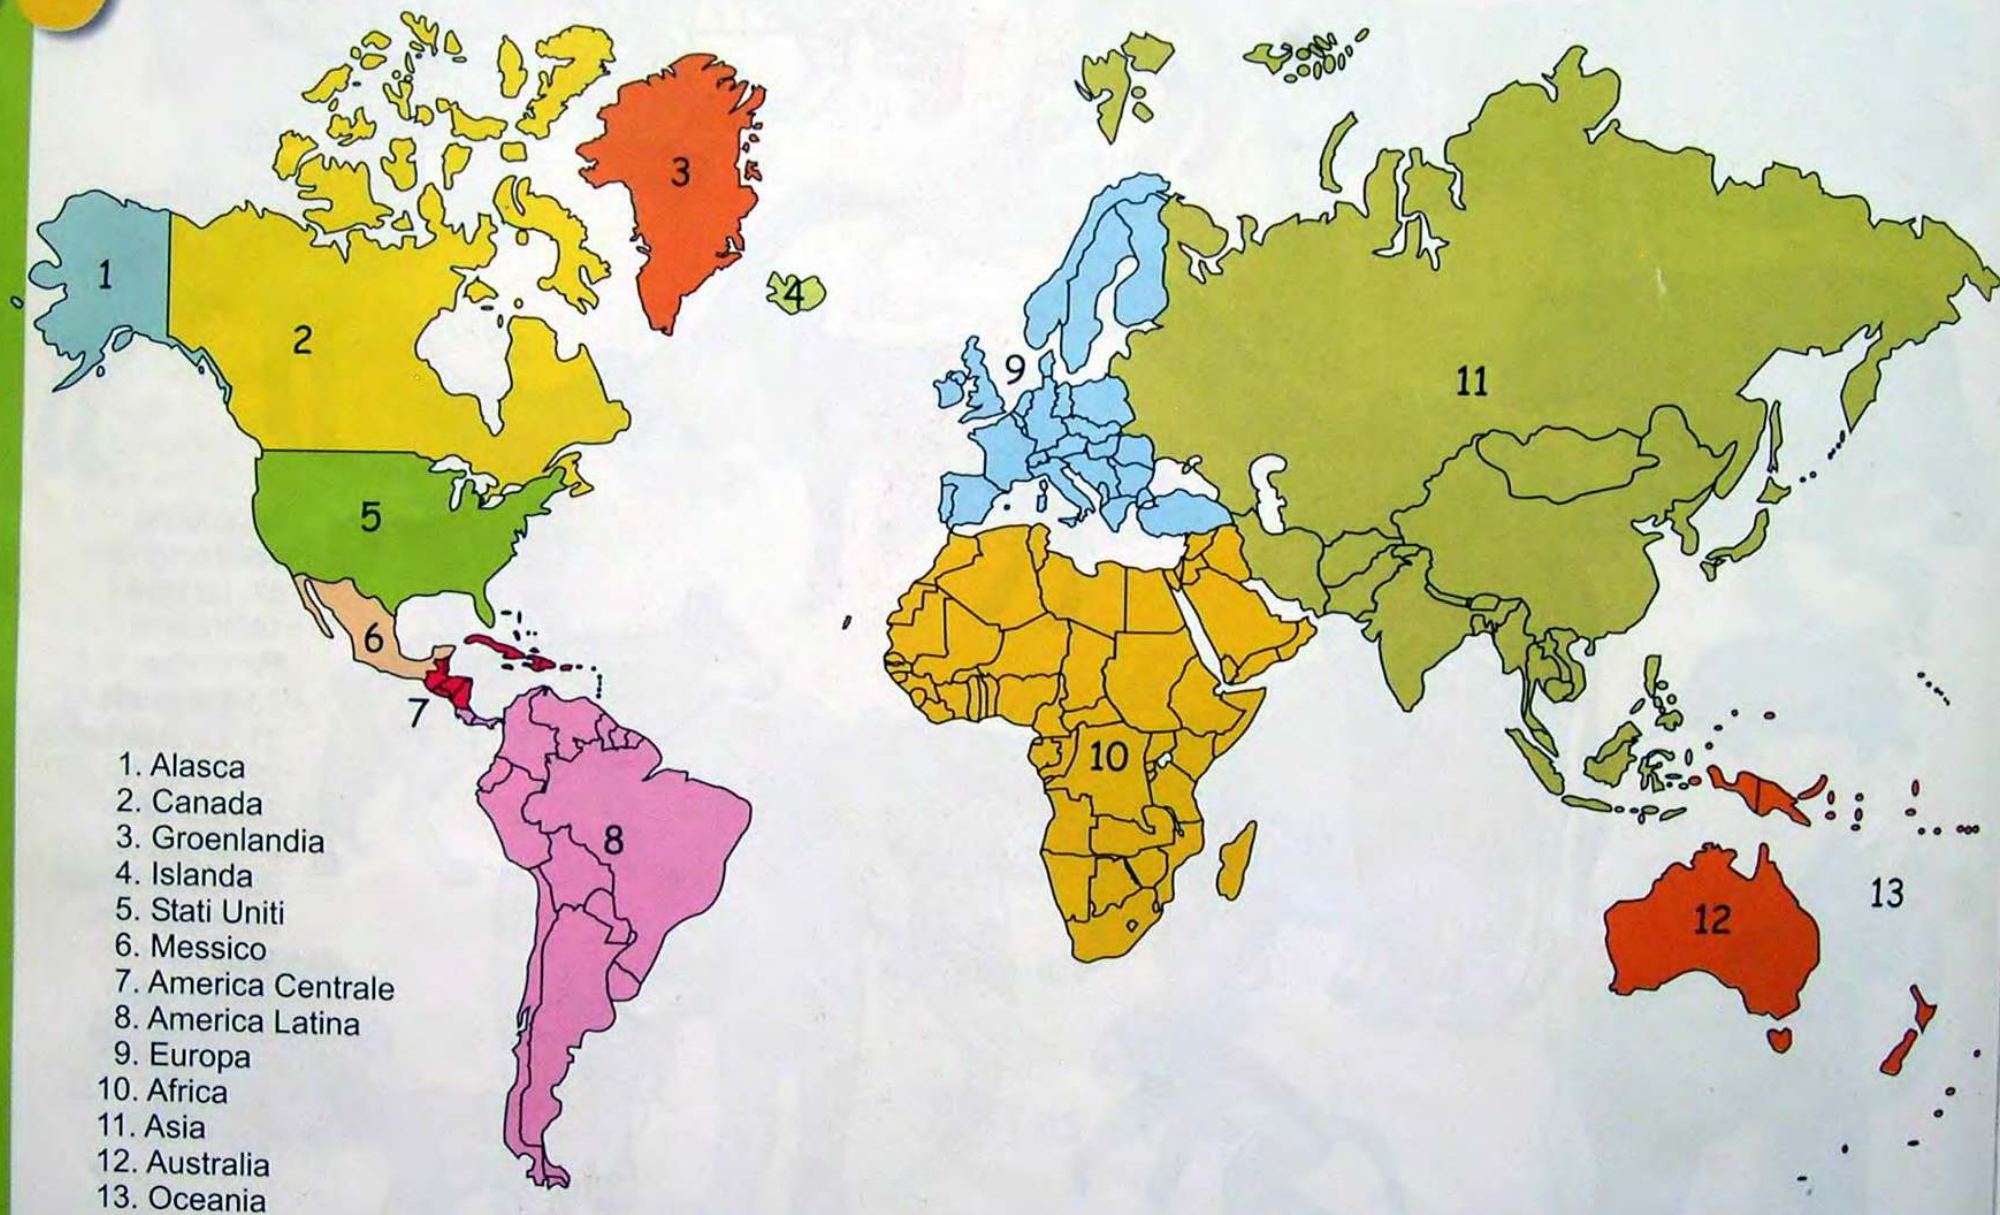 1
2
3
4
5
6
7
8
9
10
11
12
13
1. Alasca
2. Canada
3. Groenlandia
4. Islanda
5. Stati Uniti
6. Messico
7. America Centrale
8. America Latina
9. Europa
10. Africa
11. Asia
12. Australia
13. Oceania